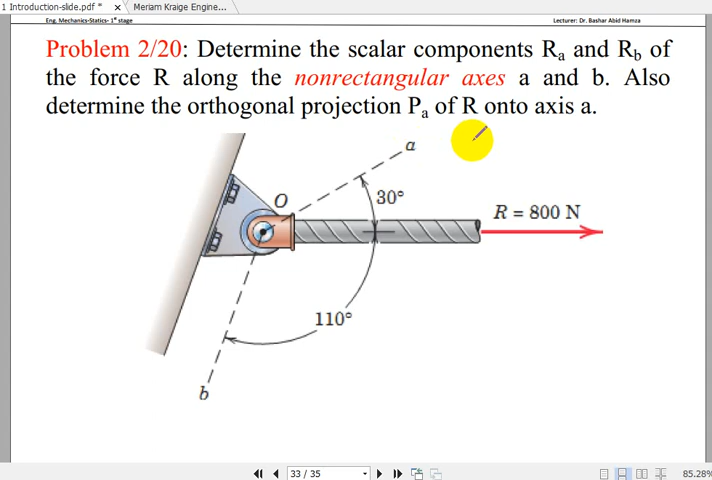 1 Introduction-slide.pdf * × Meriam Kraige Engine...
Eng. Mechanics-Statics- 1st stage Lecturer: Dr. Bashar Abid Hamza
Problem 2/20: Determine the scalar components Ra and Rb of
the force R along the nonrectangular axes a and b. Also
determine the orthogonal projection Pa of R onto axis a.
a
O
30°
R = 800 N
110°
b
33 / 35
85.28%